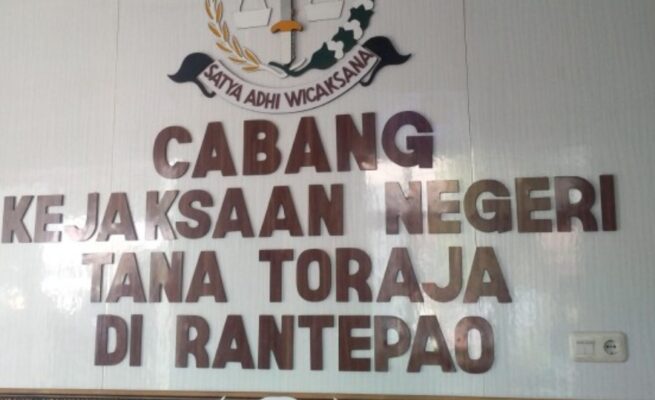 SATYA ADHI WICAKSANA
CABANG
KEJAKSAAN NEGERI
TANA TORAJA
DI RANTEPAO